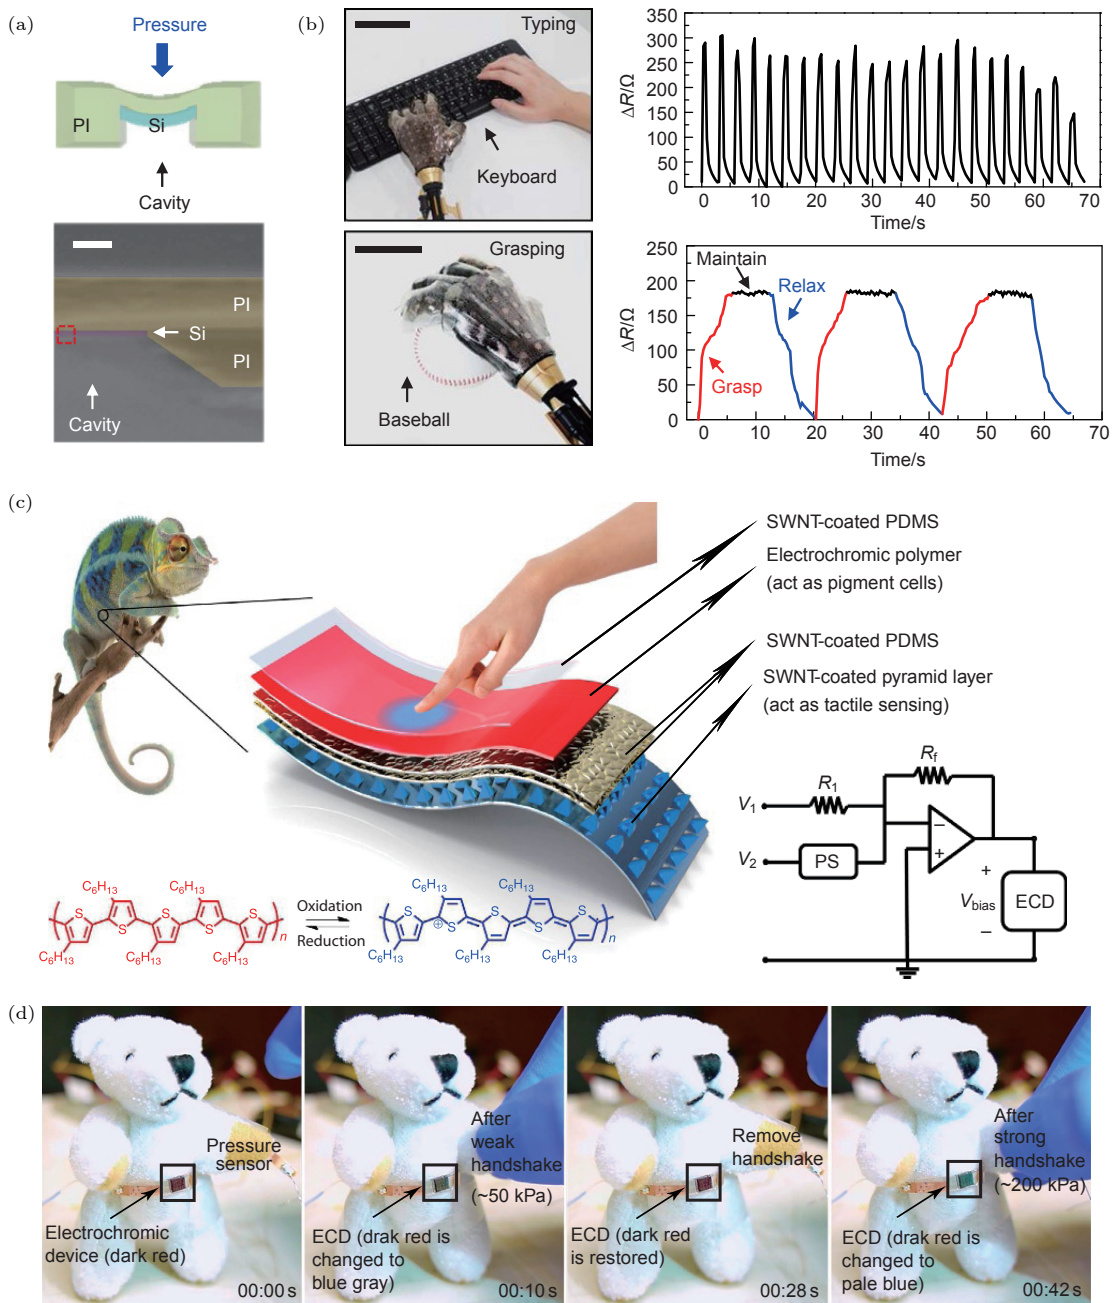 (a)
Pressure
PI
Si
Cavity
PI
Si
PI
Cavity
(b)
Typing
Keyboard
Grasping
Baseball
350
300
250
200
150
100
50
0
ΔR/Ω
0 10 20 30 40 50 60 70
Time/s
250
200
150
100
50
0
ΔR/Ω
Maintain
Relax
Grasp
0 10 20 30 40 50 60 70
Time/s
(c)
SWNT-coated PDMS
Electrochromic polymer
(act as pigment cells)
SWNT-coated PDMS
SWNT-coated pyramid layer
(act as tactile sensing)
C6H13 C6H13
S S S S S
n
C6H13 C6H13 C6H13
Oxidation
Reduction
C6H13 C6H13
S S S S S
⊕
n
C6H13 C6H13 C6H13
Rf
R1
V1
V2
PS
−
+
+
Vbias
−
ECD
(d)
Pressure
sensor
Electrochromic
device (dark red)
00:00 s
After
weak
handshake
(~50 kPa)
ECD (drak red is
changed to
blue gray)
00:10 s
Remove
handshake
ECD (dark red
is restored)
00:28 s
After
strong
handshake
(~200 kPa)
ECD (drak red is
changed to
pale blue)
00:42 s